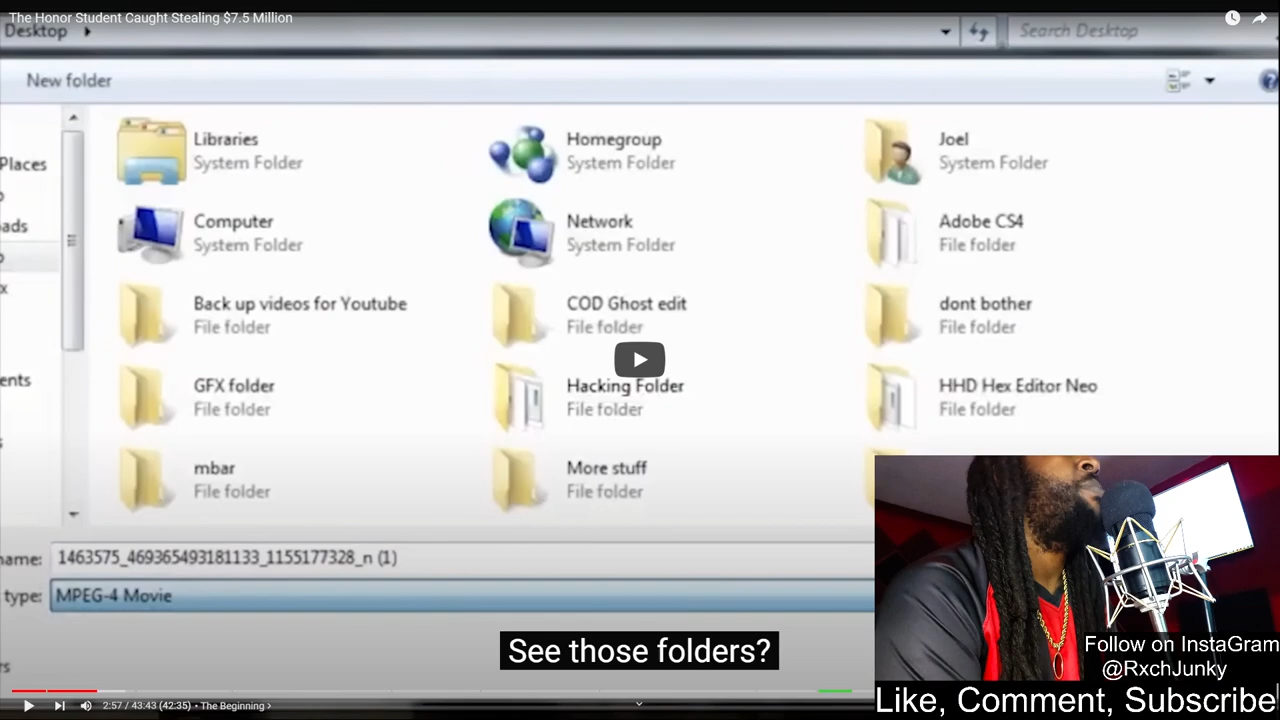 The Honor Student Caught Stealing $7.5 Million
Desktop
Search Desktop
New folder
Libraries
System Folder
Homegroup
System Folder
Joel
System Folder
Places
Computer
System Folder
Network
System Folder
Adobe CS4
File folder
oads
Back up videos for Youtube
File folder
COD Ghost edit
File folder
dont bother
File folder
ents
GFX folder
File folder
Hacking Folder
File folder
HHD Hex Editor Neo
File folder
mbar
File folder
More stuff
File folder
name: 1463575_469365493181133_1155177328_n (1)
type: MPEG-4 Movie
See those folders?
Follow on InstaGram
@RxchJunky
Like, Comment, Subscribe
2:57 / 43:43 (42:35) • The Beginning >